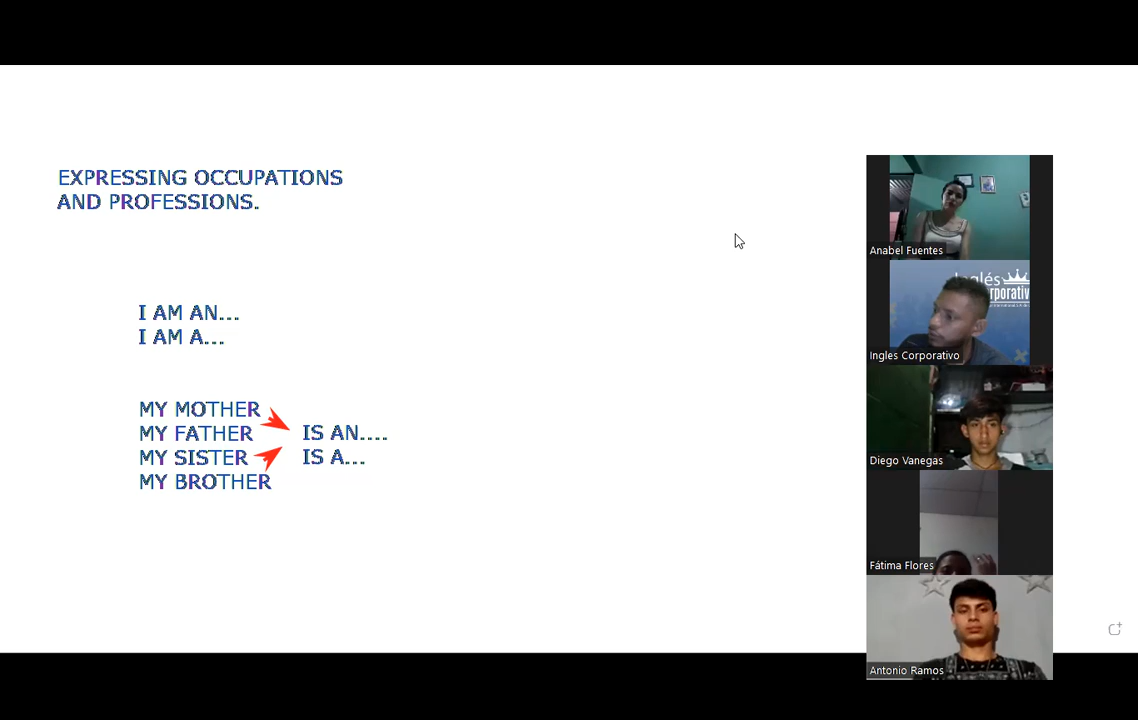 EXPRESSING OCCUPATIONS
AND PROFESSIONS.
I AM AN...
I AM A...
MY MOTHER
MY FATHER
MY SISTER
MY BROTHER
IS AN....
IS A...
Anabel Fuentes
Inglés
Ingles Corporativo
Diego Vanegas
Fátima Flores
Antonio Ramos